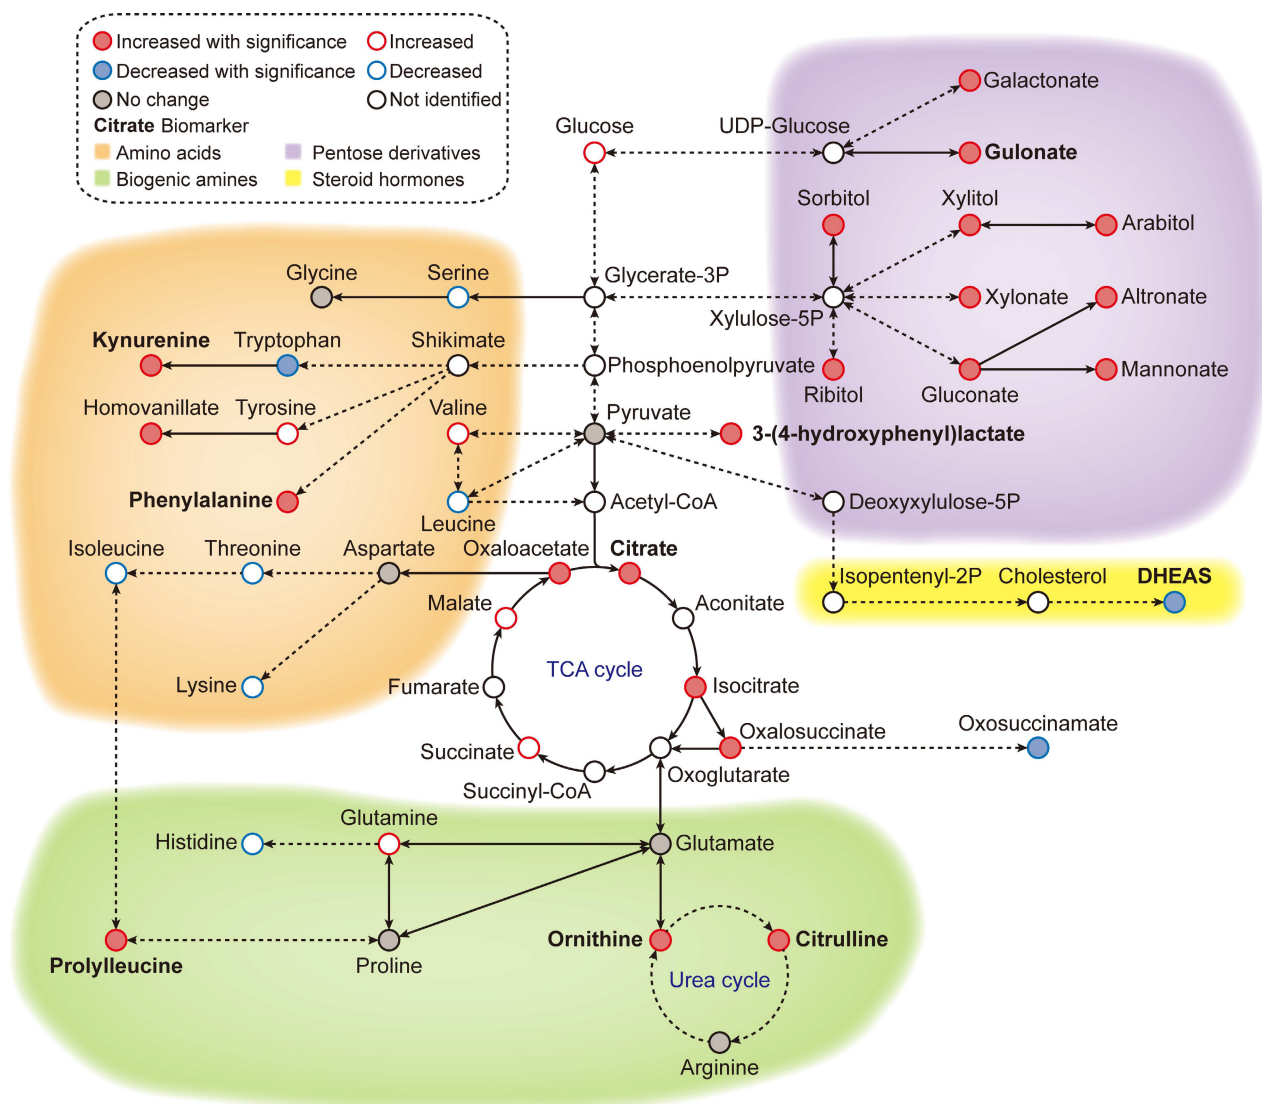 Increased with significance
Increased
Decreased with significance
Decreased
No change
Not identified
Citrate Biomarker
Amino acids
Pentose derivatives
Biogenic amines
Steroid hormones
Glucose
UDP-Glucose
Galactonate
Gulonate
Sorbitol
Xylitol
Arabitol
Glycine
Serine
Glycerate-3P
Xylulose-5P
Xylonate
Altronate
Kynurenine
Tryptophan
Shikimate
Phosphoenolpyruvate
Ribitol
Gluconate
Mannonate
Homovanillate
Tyrosine
Valine
Pyruvate
3-(4-hydroxyphenyl)lactate
Phenylalanine
Leucine
Acetyl-CoA
Deoxyxylulose-5P
Isoleucine
Threonine
Aspartate
Oxaloacetate
Citrate
Isopentenyl-2P
Cholesterol
DHEAS
Malate
Aconitate
TCA cycle
Lysine
Fumarate
Isocitrate
Succinate
Oxalosuccinate
Oxosuccinamate
Succinyl-CoA
Oxoglutarate
Histidine
Glutamine
Glutamate
Prolylleucine
Proline
Ornithine
Citrulline
Urea cycle
Arginine